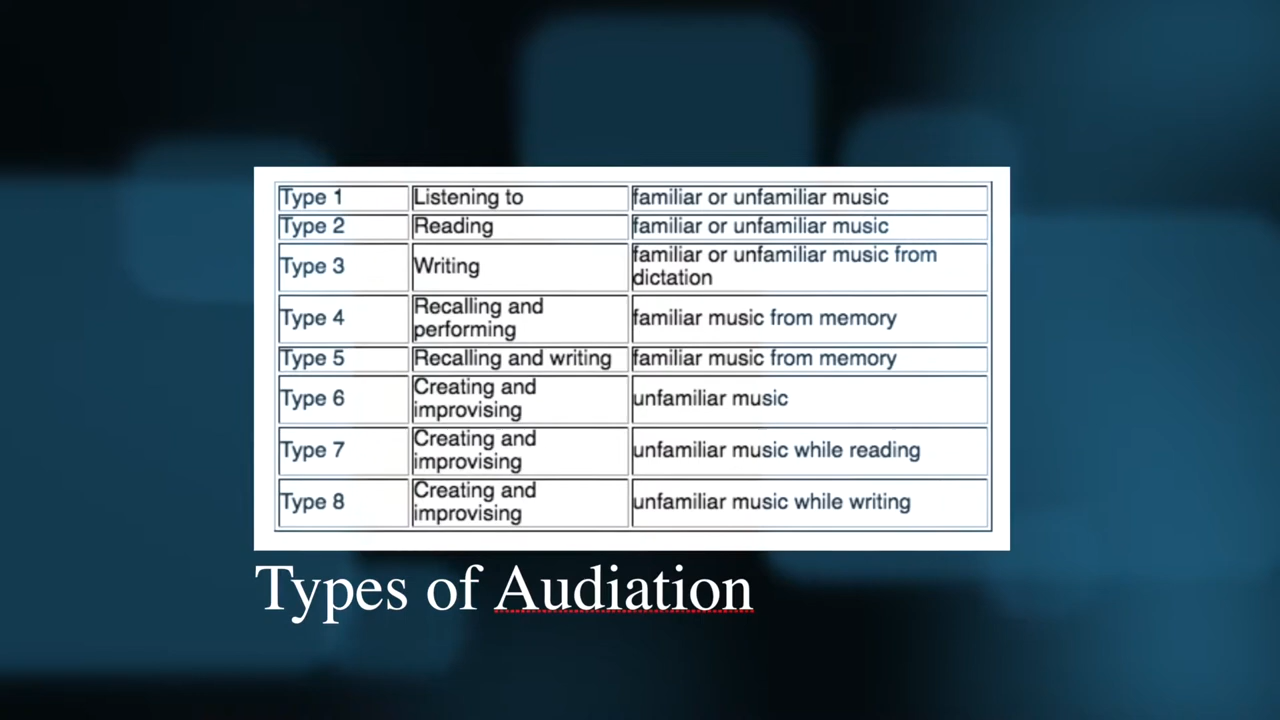 Type 1 Listening to familiar or unfamiliar music
Type 2 Reading familiar or unfamiliar music
Type 3 Writing familiar or unfamiliar music from
dictation
Type 4 Recalling and
performing familiar music from memory
Type 5 Recalling and writing familiar music from memory
Type 6 Creating and
improvising unfamiliar music
Type 7 Creating and
improvising unfamiliar music while reading
Type 8 Creating and
improvising unfamiliar music while writing
Types of Audiation